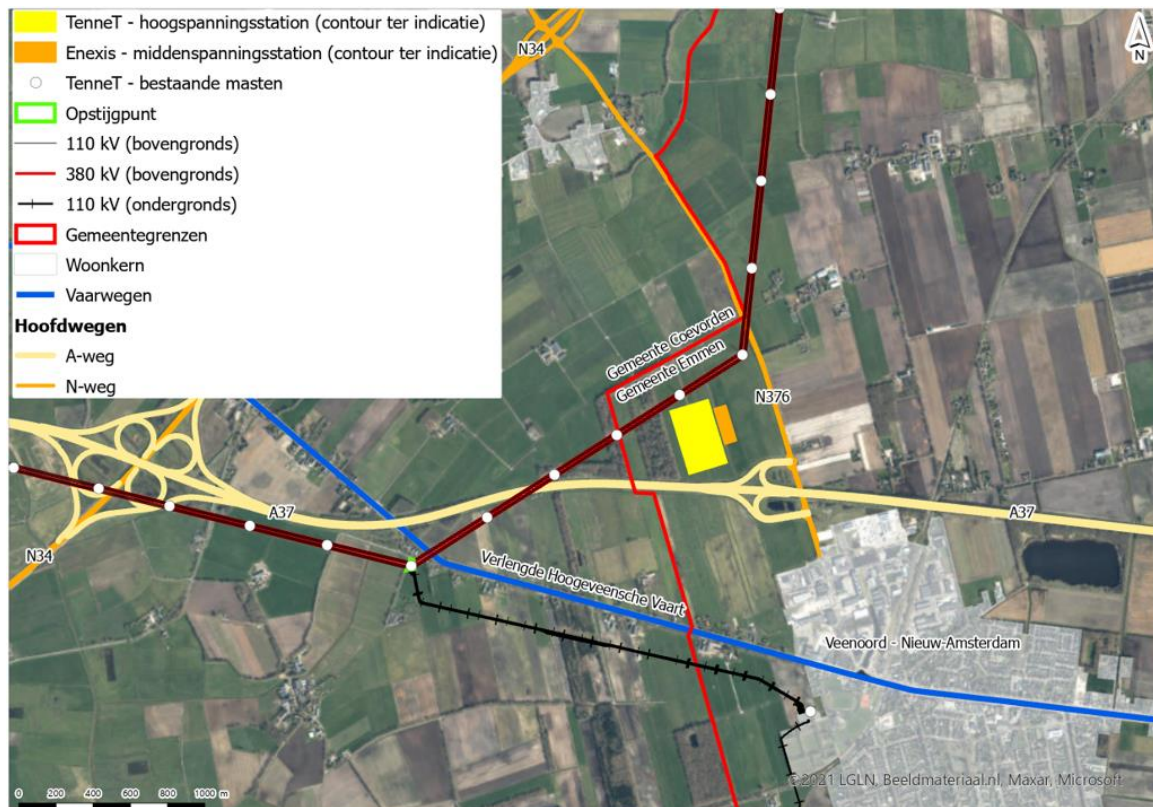 TenneT - hoogspanningsstation (contour ter indicatie)
Enexis - middenspanningsstation (contour ter indicatie)
TenneT - bestaande masten
Opstijgpunt
110 kV (bovengronds)
380 kV (bovengronds)
110 kV (ondergronds)
Gemeentegrenzen
Woonkern
Vaarwegen
Hoofdwegen
A-weg
N-weg
N34
N
Gemeente Coevorden
Gemeente Emmen
N376
A37
A37
N34
Verlengde Hoogeveensche Vaart
Veenoord - Nieuw-Amsterdam
0 200 400 600 800 1000 m
© 2021 LGLN, Beeldmateriaal.nl, Maxar, Microsoft